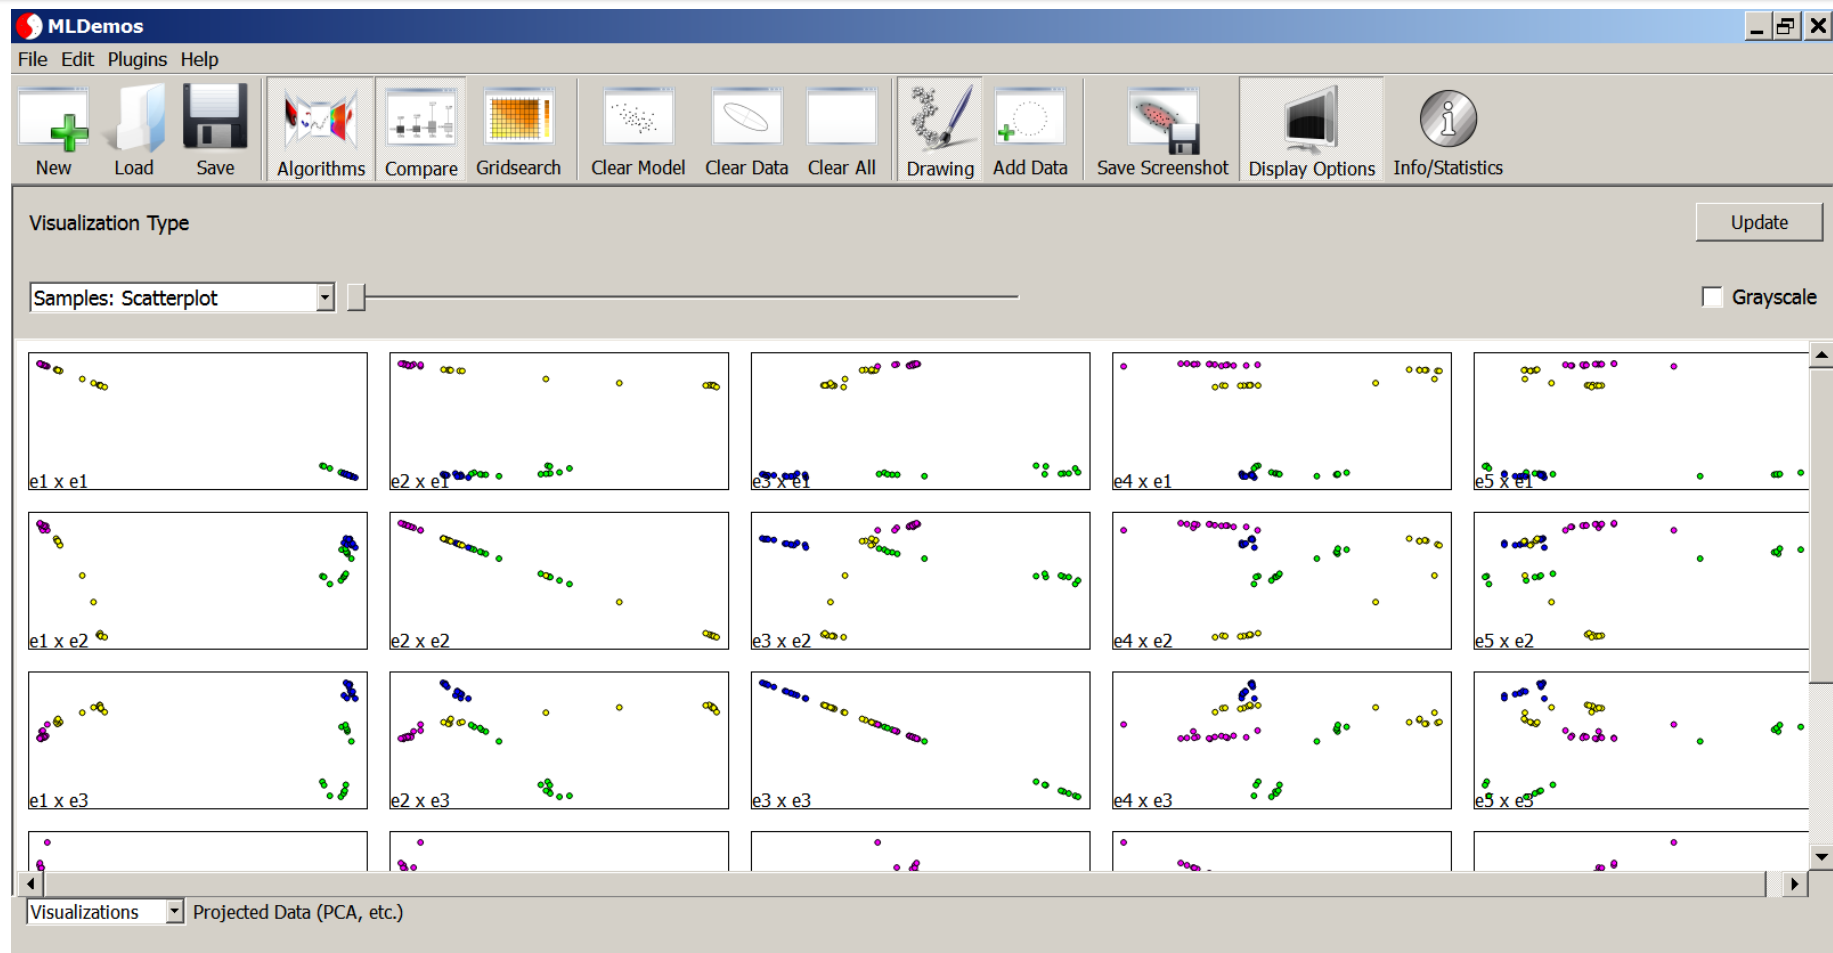 MLDemos
File Edit Plugins Help
New Load Save Algorithms Compare Gridsearch Clear Model Clear Data Clear All Drawing Add Data Save Screenshot Display Options Info/Statistics
Visualization Type
Update
Samples: Scatterplot
Grayscale
e1 x e1 e2 x e1 e3 x e1 e4 x e1 e5 x e1
e1 x e2 e2 x e2 e3 x e2 e4 x e2 e5 x e2
e1 x e3 e2 x e3 e3 x e3 e4 x e3 e5 x e3
Visualizations Projected Data (PCA, etc.)